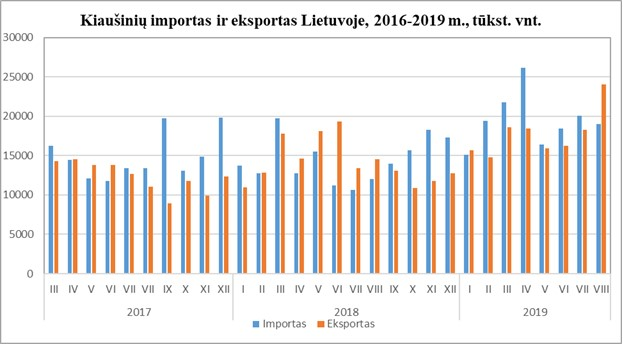 Kiaušinių importas ir eksportas Lietuvoje, 2016-2019 m., tūkst. vnt.
30000
25000
20000
15000
10000
5000
0
III IV V VI VII VII IX X XI XII I II III IV V VI VII VIII IX X XI XII I II III IV V VI VII VIII
2017 2018 2019
Importas Eksportas